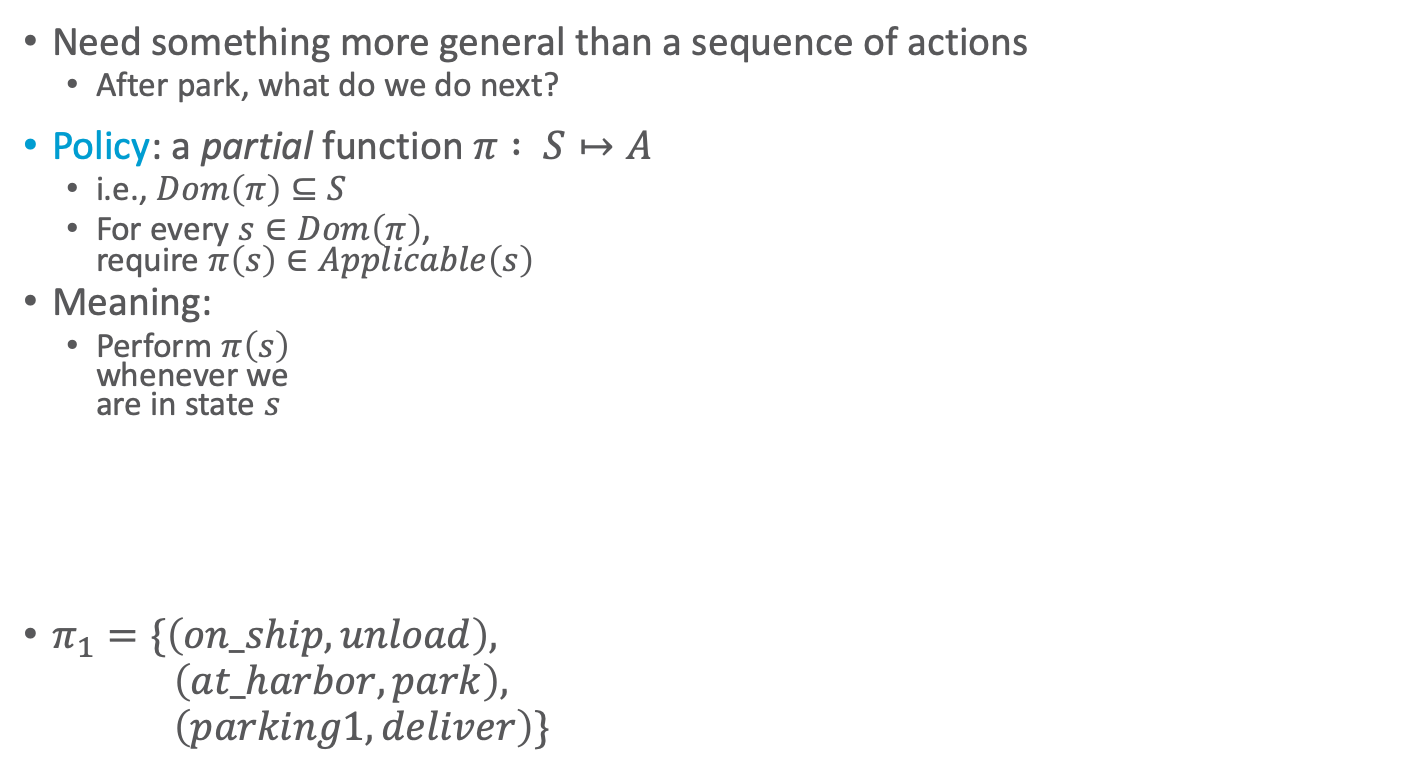 • Need something more general than a sequence of actions
• After park, what do we do next?
• Policy: a partial function π : S ↦ A
• i.e., Dom(π) ⊆ S
• For every s ∈ Dom(π),
require π(s) ∈ Applicable(s)
• Meaning:
• Perform π(s)
whenever we
are in state s
• π₁ = {(on_ship, unload),
(at_harbor, park),
(parking1, deliver)}